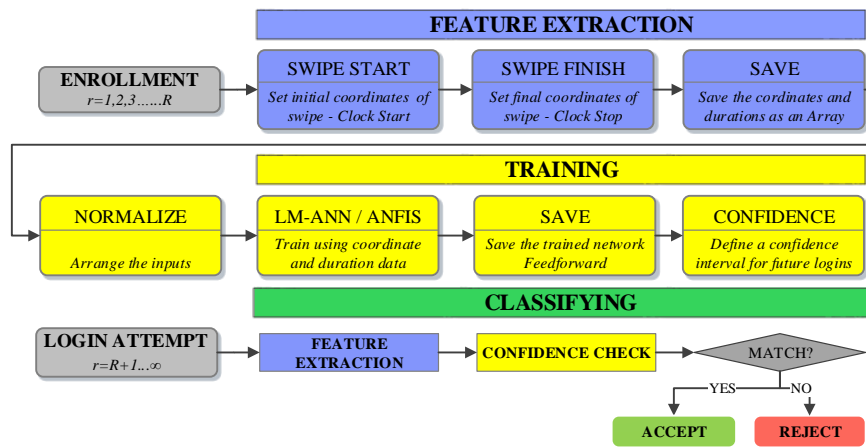 FEATURE EXTRACTION
ENROLLMENT
r=1,2,3......R
SWIPE START
Set initial coordinates of
swipe - Clock Start
SWIPE FINISH
Set final coordinates of
swipe - Clock Stop
SAVE
Save the cordinates and
durations as an Array
TRAINING
NORMALIZE
Arrange the inputs
LM-ANN / ANFIS
Train using coordinate
and duration data
SAVE
Save the trained network
Feedforward
CONFIDENCE
Define a confidence
interval for future logins
CLASSIFYING
LOGIN ATTEMPT
r=R+1...∞
FEATURE
EXTRACTION
CONFIDENCE CHECK
MATCH?
YES
NO
ACCEPT
REJECT